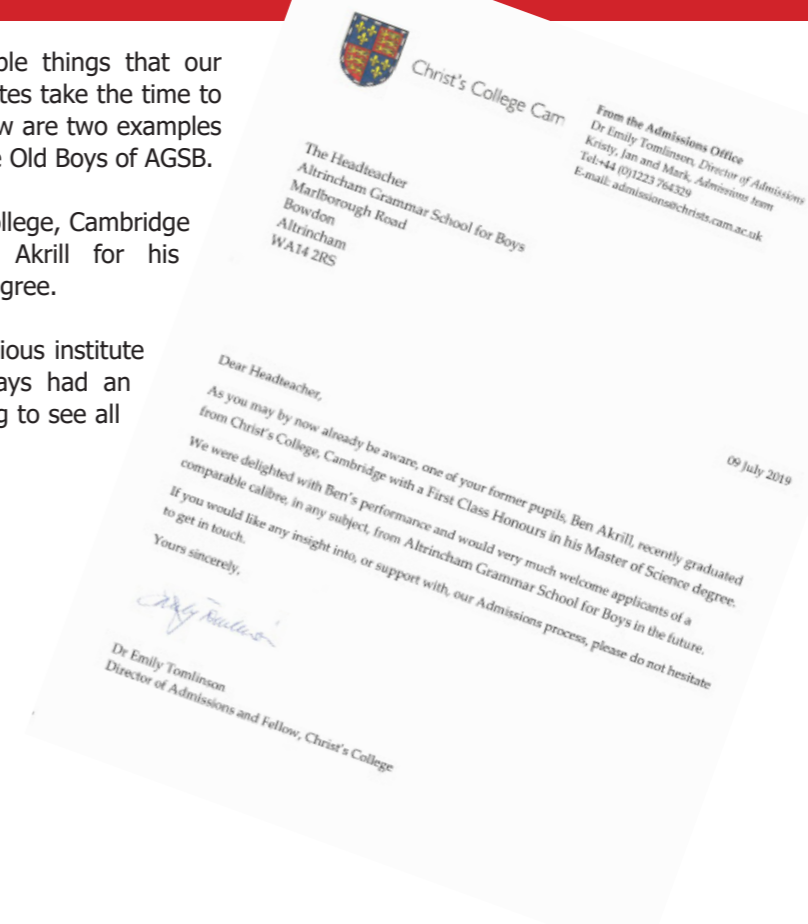 ble things that our
tes take the time to
w are two examples
e Old Boys of AGSB.
ollege, Cambridge
Akrill for his
gree.
ious institute
ays had an
g to see all
Christ's College Cam
From the Admissions Office
Dr Emily Tomlinson, Director of Admissions
Kristy, Jan and Mark, Admissions team
Tel:+44 (0)1223 764329
E-mail: admissions@christs.cam.ac.uk
The Headteacher
Altrincham Grammar School for Boys
Marlborough Road
Bowdon
Altrincham
WA14 2RS
09 July 2019
Dear Headteacher,
As you may by now already be aware, one of your former pupils, Ben Akrill, recently graduated
from Christ's College, Cambridge with a First Class Honours in his Master of Science degree.
We were delighted with Ben's performance and would very much welcome applicants of a
comparable calibre, in any subject, from Altrincham Grammar School for Boys in the future.
If you would like any insight into, or support with, our Admissions process, please do not hesitate
to get in touch.
Yours sincerely,
Emily Tomlinson
Dr Emily Tomlinson
Director of Admissions and Fellow, Christ's College